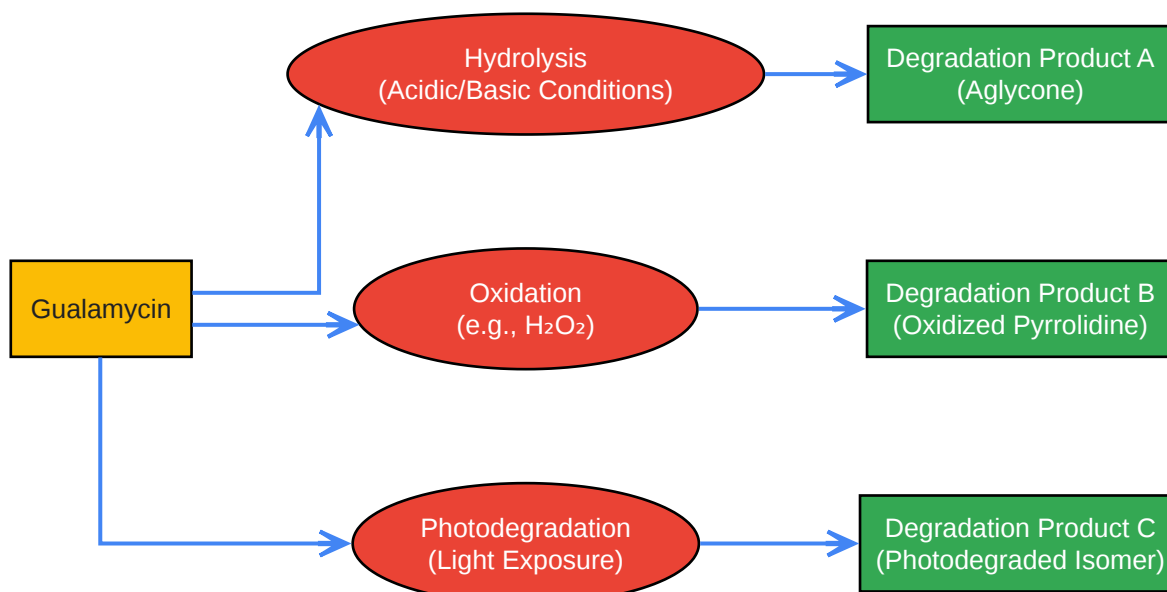 Hydrolysis
(Acidic/Basic Conditions)
Degradation Product A
(Aglycone)
Gualamycin
Oxidation
(e.g., H₂O₂)
Degradation Product B
(Oxidized Pyrrolidine)
Photodegradation
(Light Exposure)
Degradation Product C
(Photodegraded Isomer)